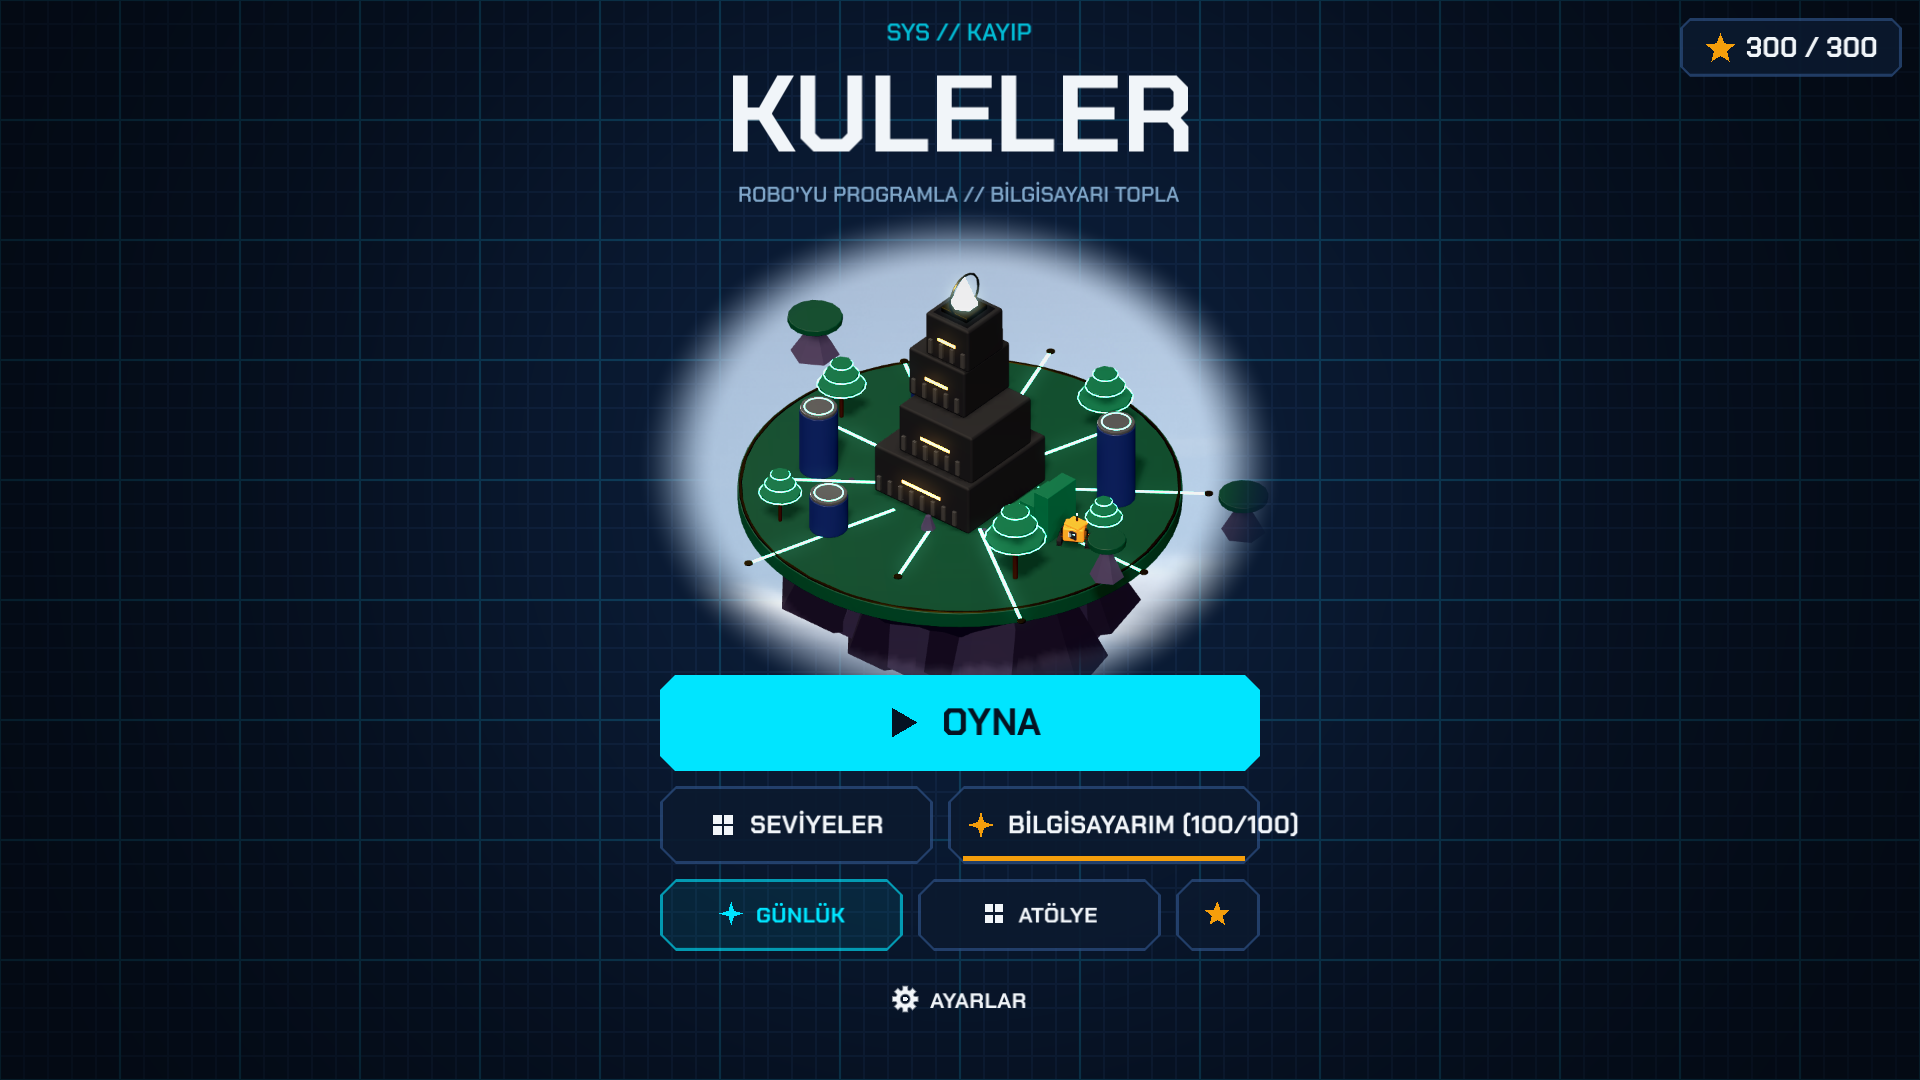 SYS // KAYIP
300 / 300
KULELER
ROBO'YU PROGRAMLA // BİLGİSAYARI TOPLA
OYNA
SEVİYELER
BİLGİSAYARIM (100/100)
GÜNLÜK
ATÖLYE
AYARLAR